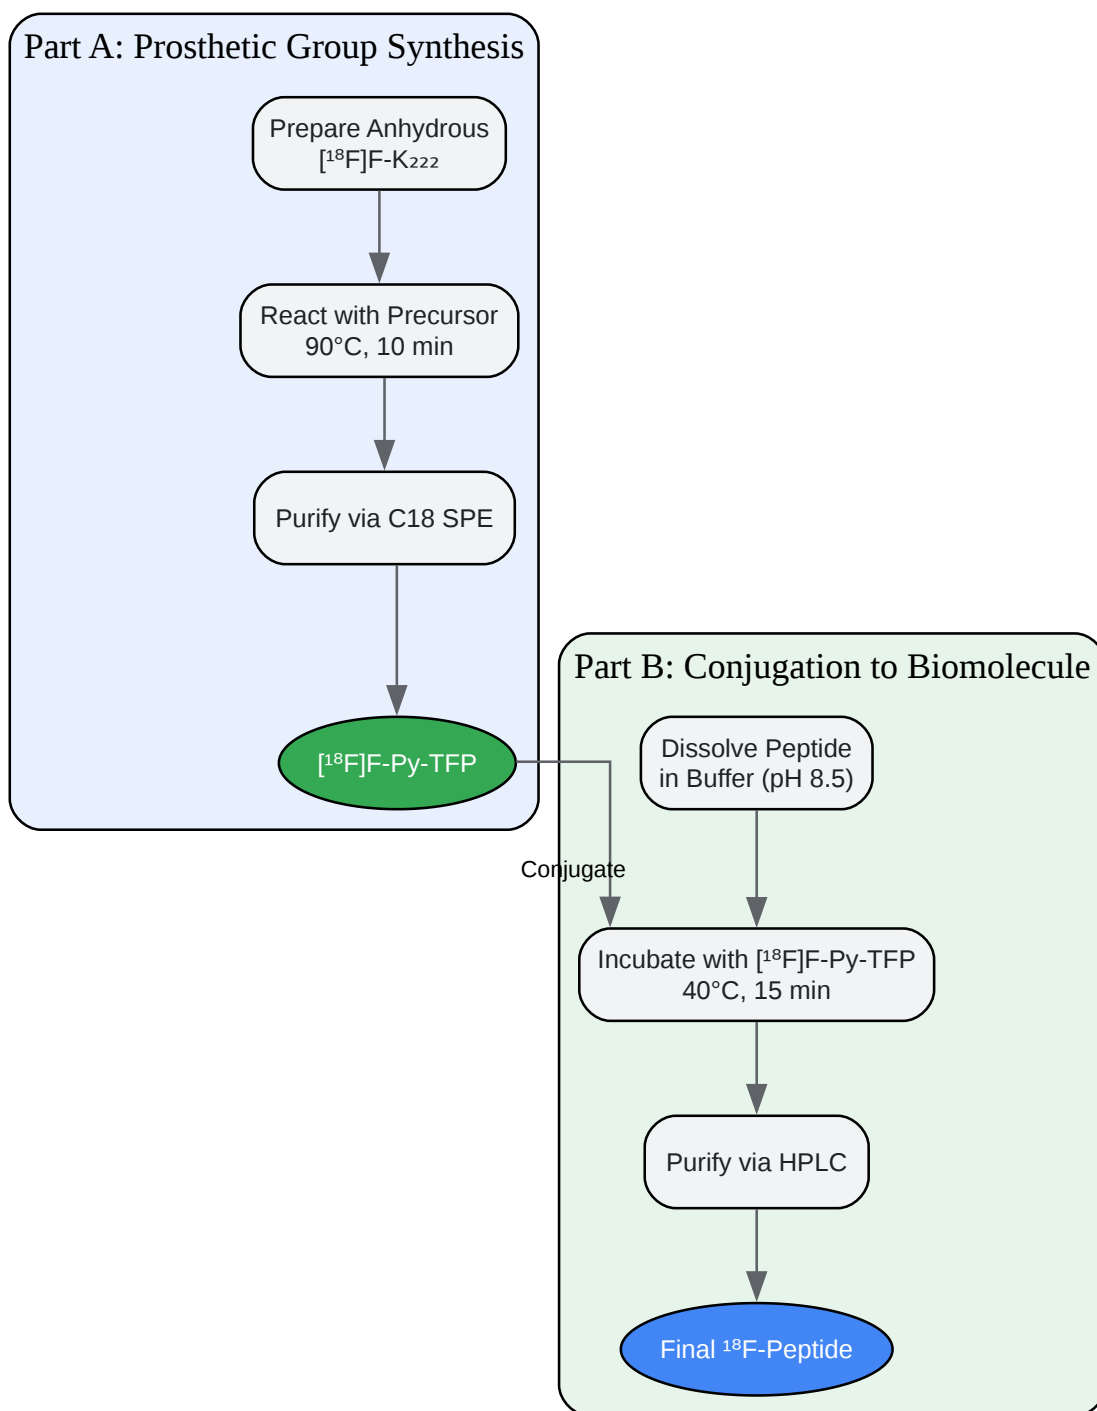 Part A: Prosthetic Group Synthesis
Prepare Anhydrous
[¹⁸F]F-K₂₂₂
React with Precursor
90°C, 10 min
Purify via C18 SPE
[¹⁸F]F-Py-TFP
Conjugate
Part B: Conjugation to Biomolecule
Dissolve Peptide
in Buffer (pH 8.5)
Incubate with [¹⁸F]F-Py-TFP
40°C, 15 min
Purify via HPLC
Final ¹⁸F-Peptide